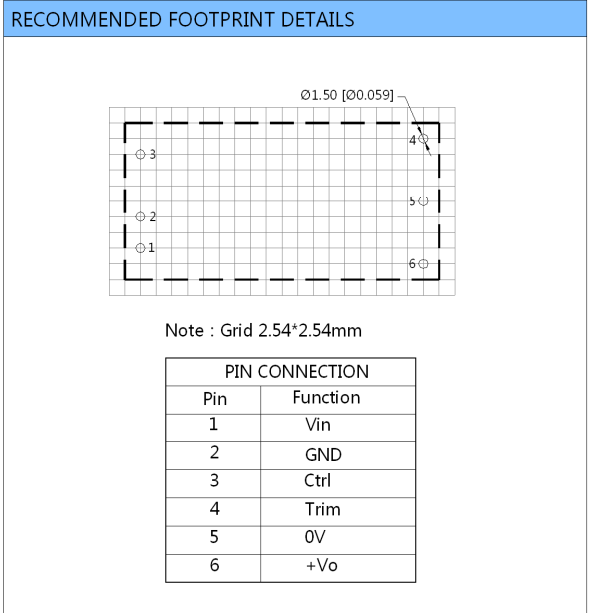 RECOMMENDED FOOTPRINT DETAILS
Ø1.50 [Ø0.059]
4
3
5
2
1
6
Note : Grid 2.54*2.54mm
PIN CONNECTION
Pin Function
1 Vin
2 GND
3 Ctrl
4 Trim
5 0V
6 +Vo